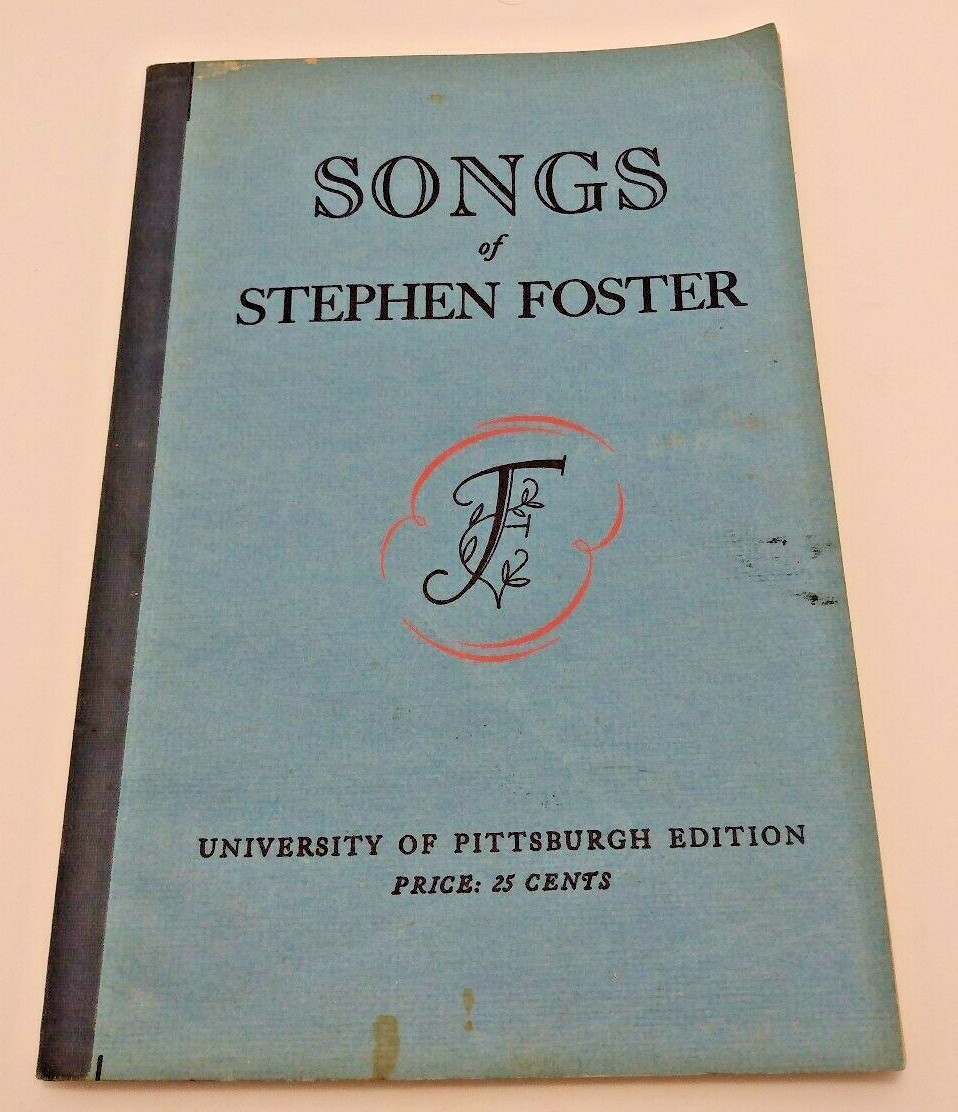 SONGS
of
STEPHEN FOSTER
F
UNIVERSITY OF PITTSBURGH EDITION
PRICE: 25 CENTS